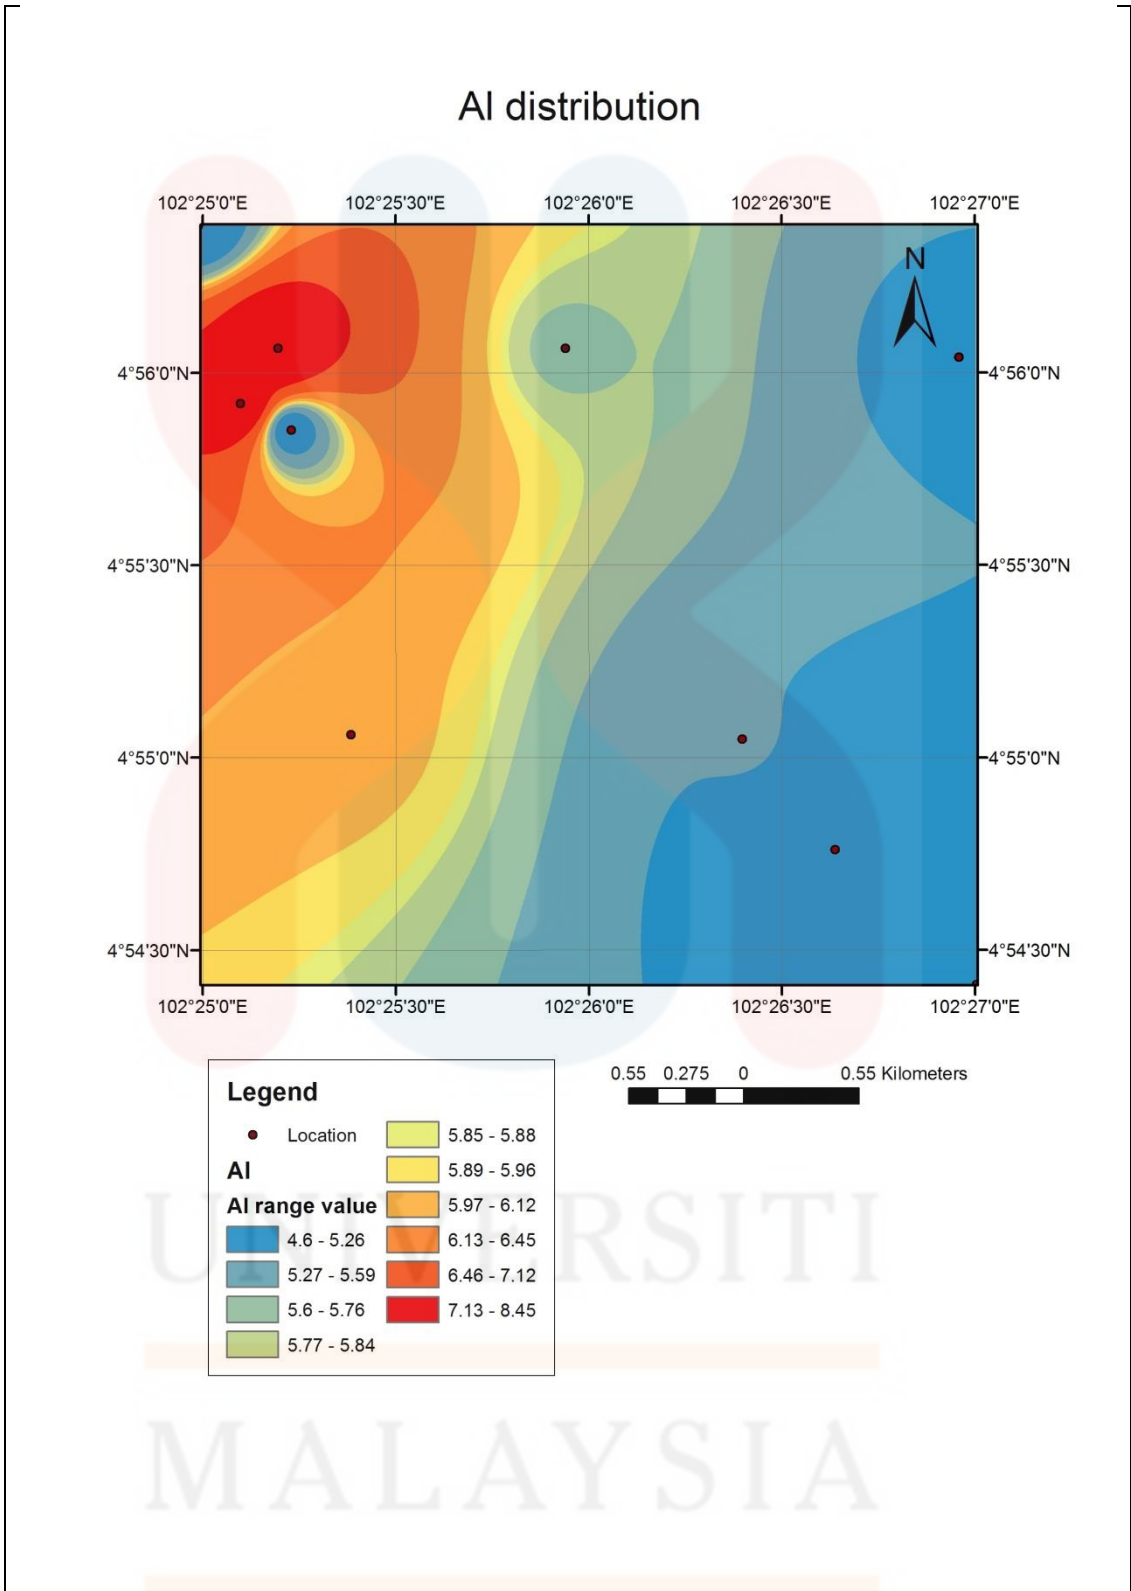 Al distribution
102°25'0"E 102°25'30"E 102°26'0"E 102°26'30"E 102°27'0"E
N
4°56'0"N 4°56'0"N
4°55'30"N 4°55'30"N
4°55'0"N 4°55'0"N
4°54'30"N 4°54'30"N
102°25'0"E 102°25'30"E 102°26'0"E 102°26'30"E 102°27'0"E
0.55 0.275 0 0.55 Kilometers
Legend
Location
Al
Al range value
4.6 - 5.26
5.27 - 5.59
5.6 - 5.76
5.77 - 5.84
5.85 - 5.88
5.89 - 5.96
5.97 - 6.12
6.13 - 6.45
6.46 - 7.12
7.13 - 8.45
UNIVERSITI
MALAYSIA